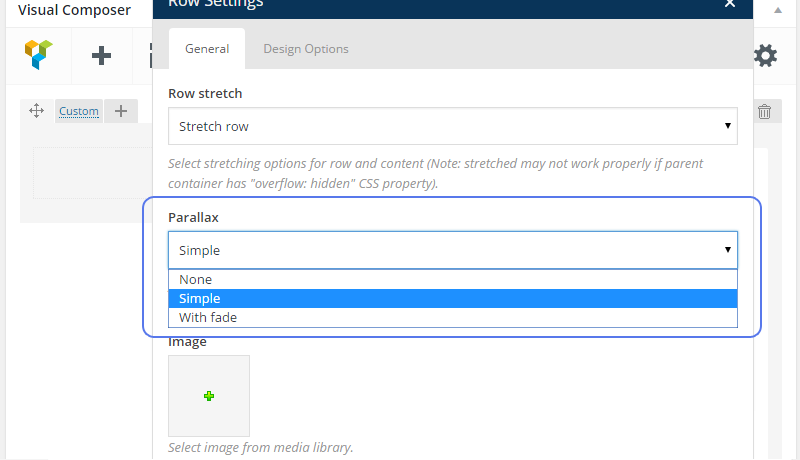 Visual Composer
Row Settings
General
Design Options
Custom
Row stretch
Stretch row
Select stretching options for row and content (Note: stretched may not work properly if parent
container has "overflow: hidden" CSS property).
Parallax
Simple
None
Simple
With fade
Image
Select image from media library.